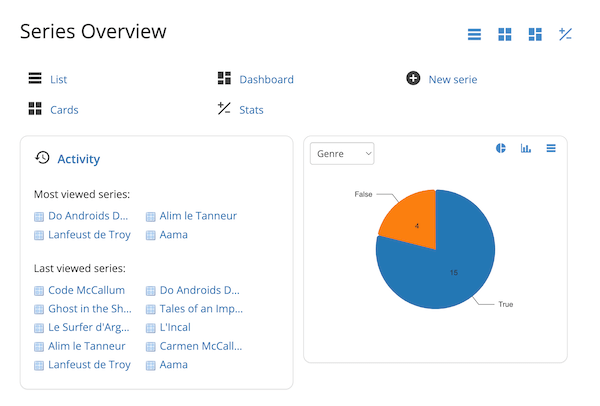 Series Overview
List
Dashboard
New serie
Cards
Stats
Activity
Most viewed series:
Do Androids D...
Alim le Tanneur
Lanfeust de Troy
Aama
Last viewed series:
Code McCallum
Do Androids D...
Ghost in the Sh...
Tales of an Imp...
Le Surfer d'Arg...
L'Incal
Alim le Tanneur
Carmen McCall...
Lanfeust de Troy
Aama
Genre
False
4
15
True